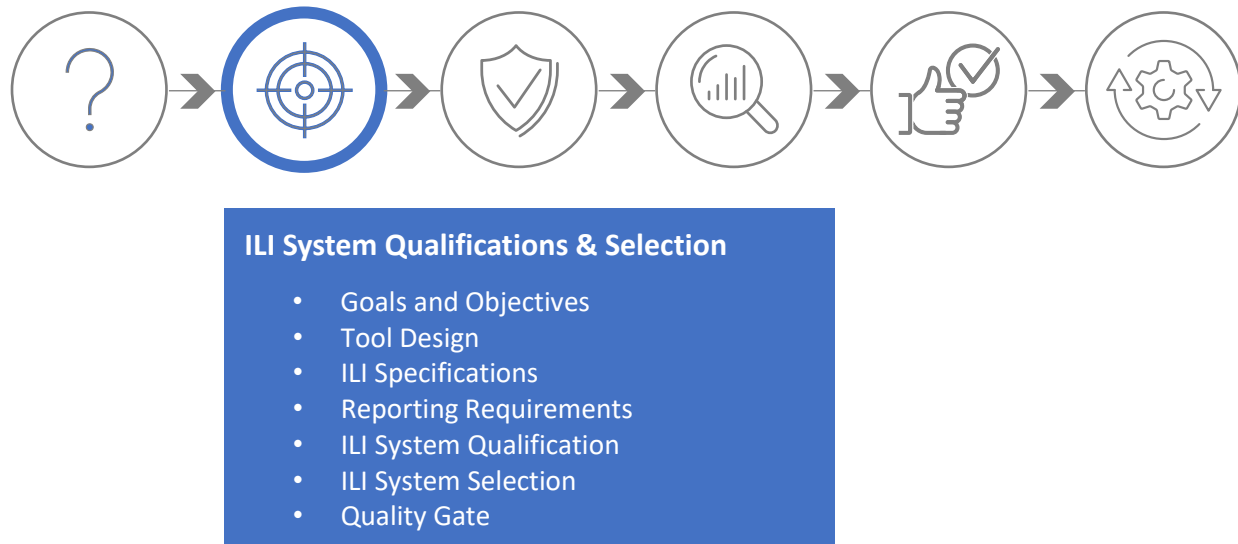 ILI System Qualifications & Selection
• Goals and Objectives
• Tool Design
• ILI Specifications
• Reporting Requirements
• ILI System Qualification
• ILI System Selection
• Quality Gate